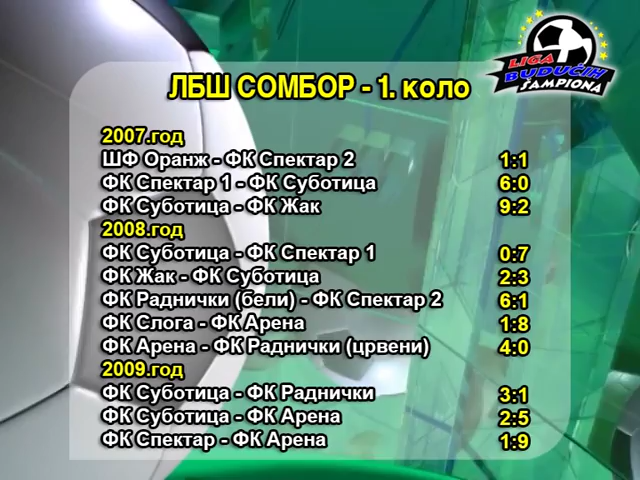 LIGA
BUDUĆIH
ŠAMPIONA
ЛБШ СОМБОР - 1. коло
2007.год
ШФ Оранж - ФК Спектар 2 1:1
ФК Спектар 1 - ФК Суботица 6:0
ФК Суботица - ФК Жак 9:2
2008.год
ФК Суботица - ФК Спектар 1 0:7
ФК Жак - ФК Суботица 2:3
ФК Раднички (бели) - ФК Спектар 2 6:1
ФК Слога - ФК Арена 1:8
ФК Арена - ФК Раднички (црвени) 4:0
2009.год
ФК Суботица - ФК Раднички 3:1
ФК Суботица - ФК Арена 2:5
ФК Спектар - ФК Арена 1:9